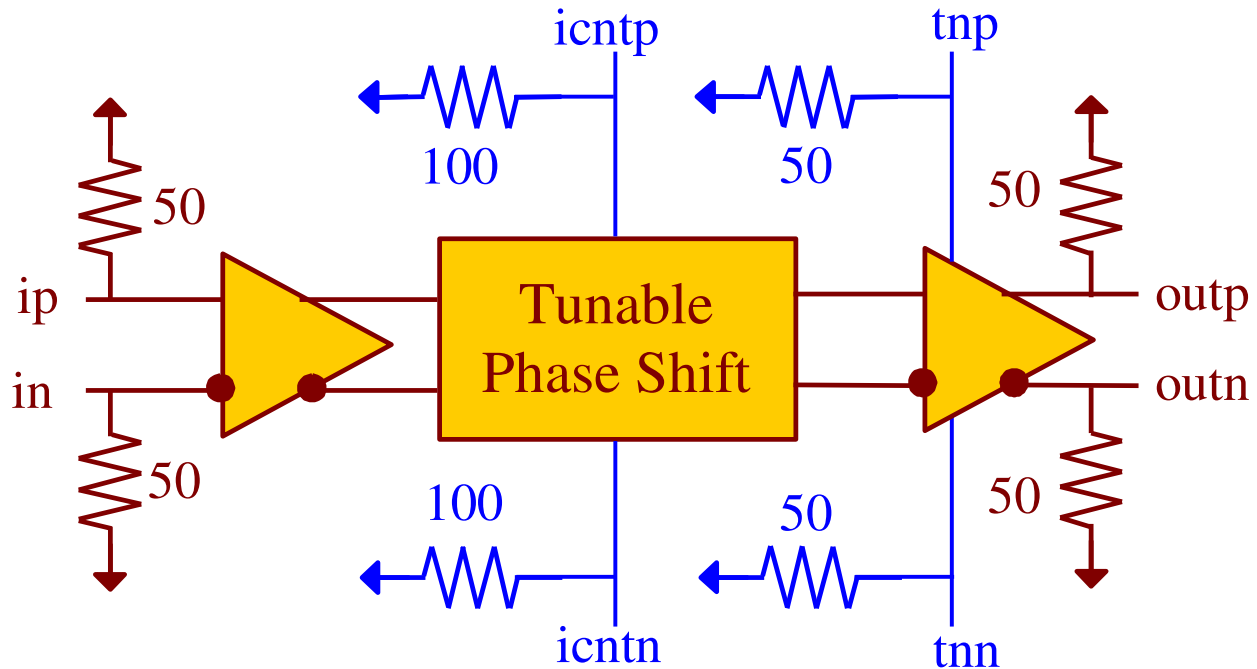 icntp
tnp
100
50
50
50
ip
Tunable
Phase Shift
outp
in
outn
50
100
50
50
icntn
tnn